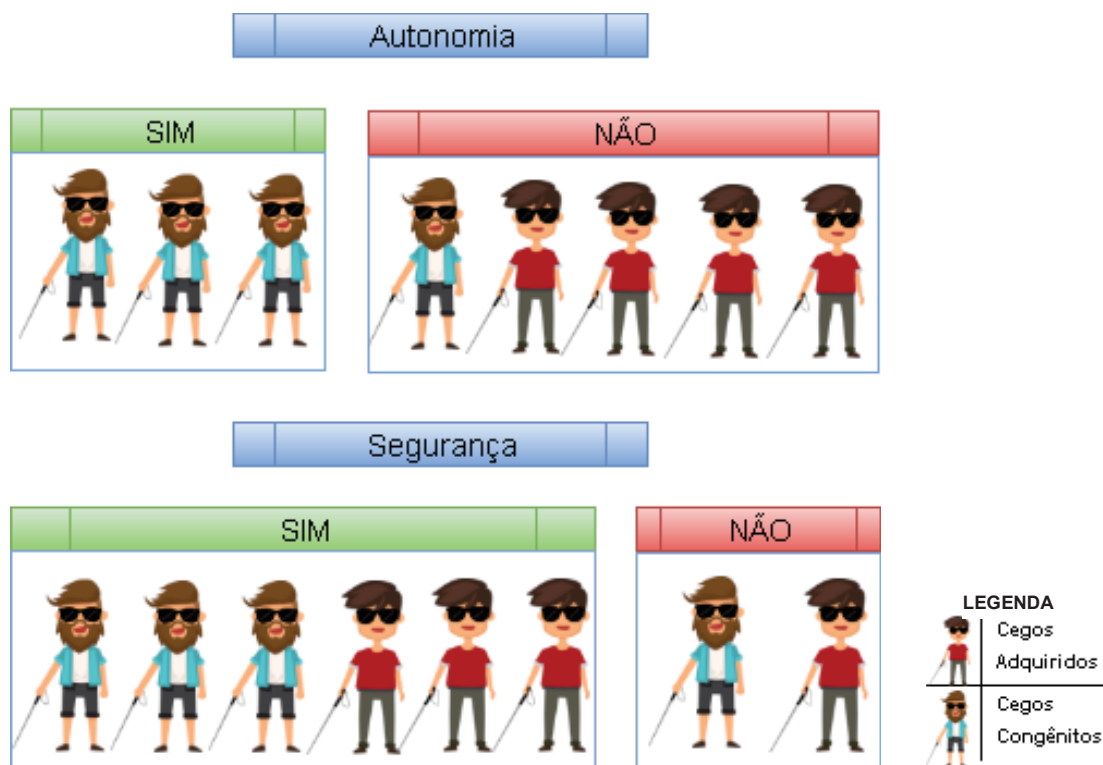 Autonomia
SIM
NÃO
Segurança
SIM
NÃO
LEGENDA
Cegos
Adquiridos
Cegos
Congênitos